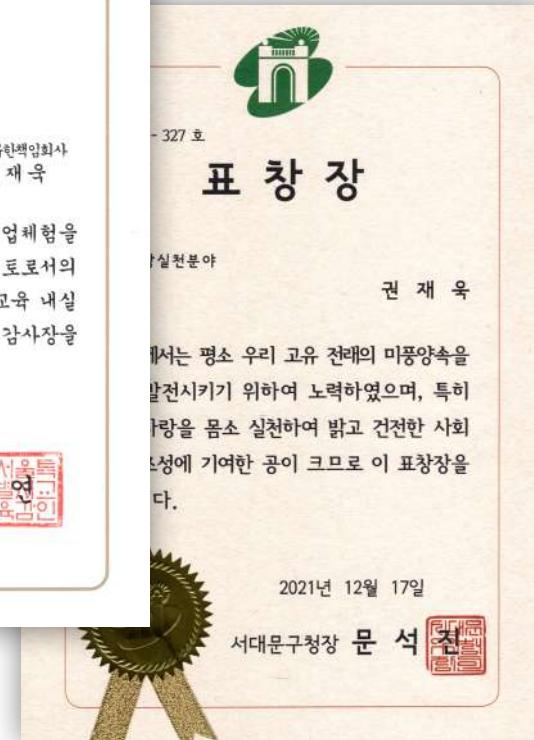 한책임회사
재 욱
업체험을
토로서의
교육 내실
감사장을
연
- 327 호
표 창 장
실천분야
권 재 욱
에서는 평소 우리 고유 전래의 미풍양속을
발전시키기 위하여 노력하였으며, 특히
사랑을 몸소 실천하여 밝고 건전한 사회
조성에 기여한 공이 크므로 이 표창장을
다.
2021년 12월 17일
서대문구청장 문 석 진